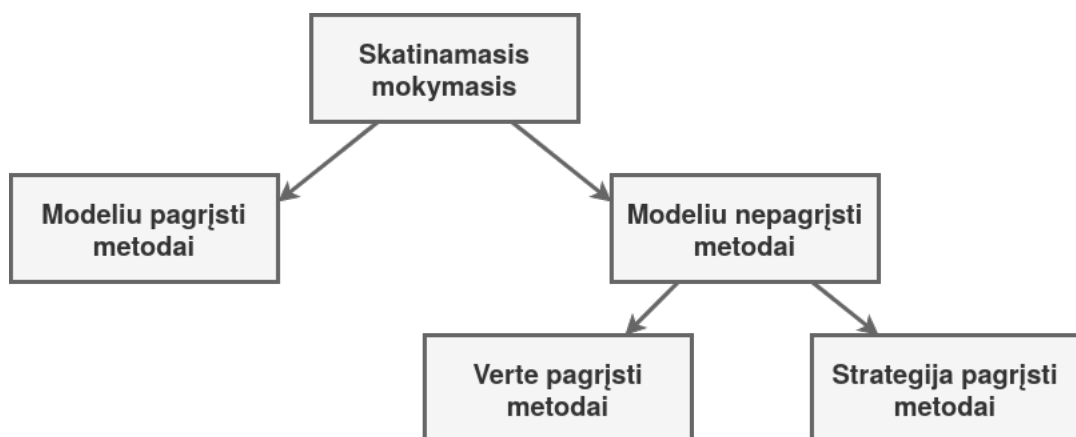 Skatinamasis
mokymasis
Modeliu pagrįsti
metodai
Modeliu nepagrįsti
metodai
Verte pagrįsti
metodai
Strategija pagrįsti
metodai